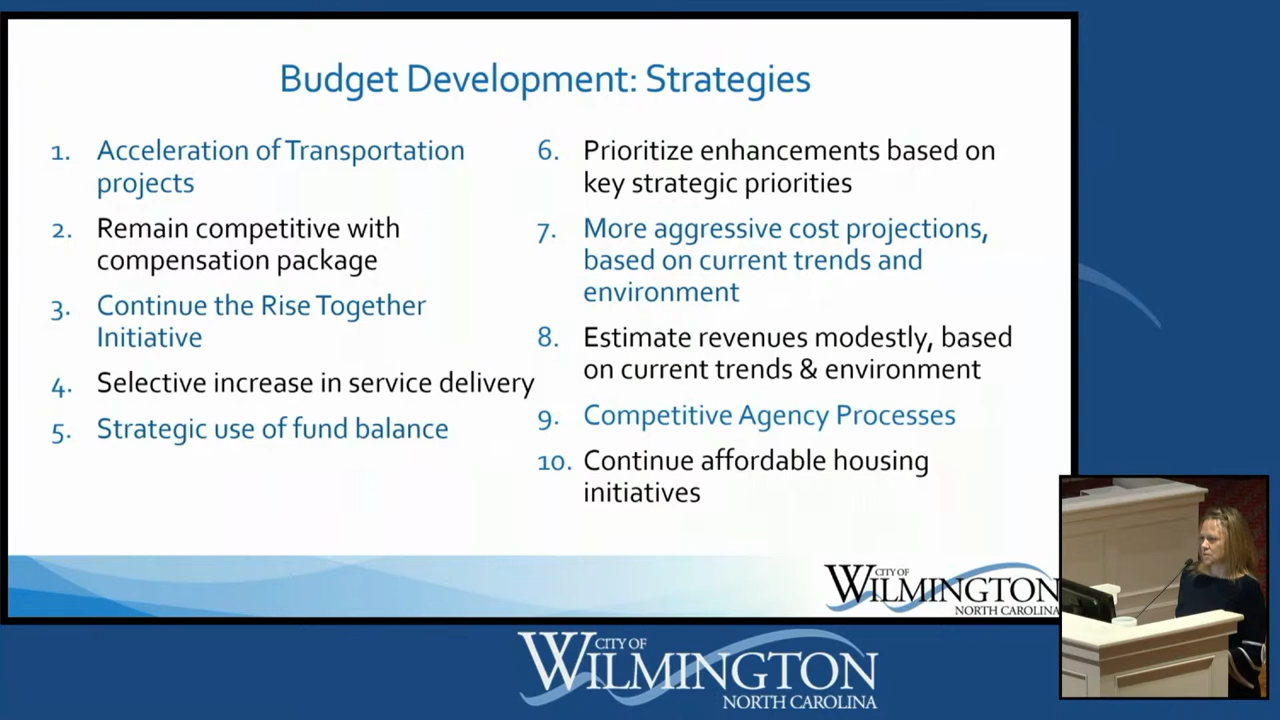 Budget Development: Strategies
1. Acceleration of Transportation
projects
2. Remain competitive with
compensation package
3. Continue the Rise Together
Initiative
4. Selective increase in service delivery
5. Strategic use of fund balance
6. Prioritize enhancements based on
key strategic priorities
7. More aggressive cost projections,
based on current trends and
environment
8. Estimate revenues modestly, based
on current trends & environment
9. Competitive Agency Processes
10. Continue affordable housing
initiatives
CITY OF
WILMINGTON
NORTH CAROLINA
CITY OF
WILMINGTON
NORTH CAROLINA